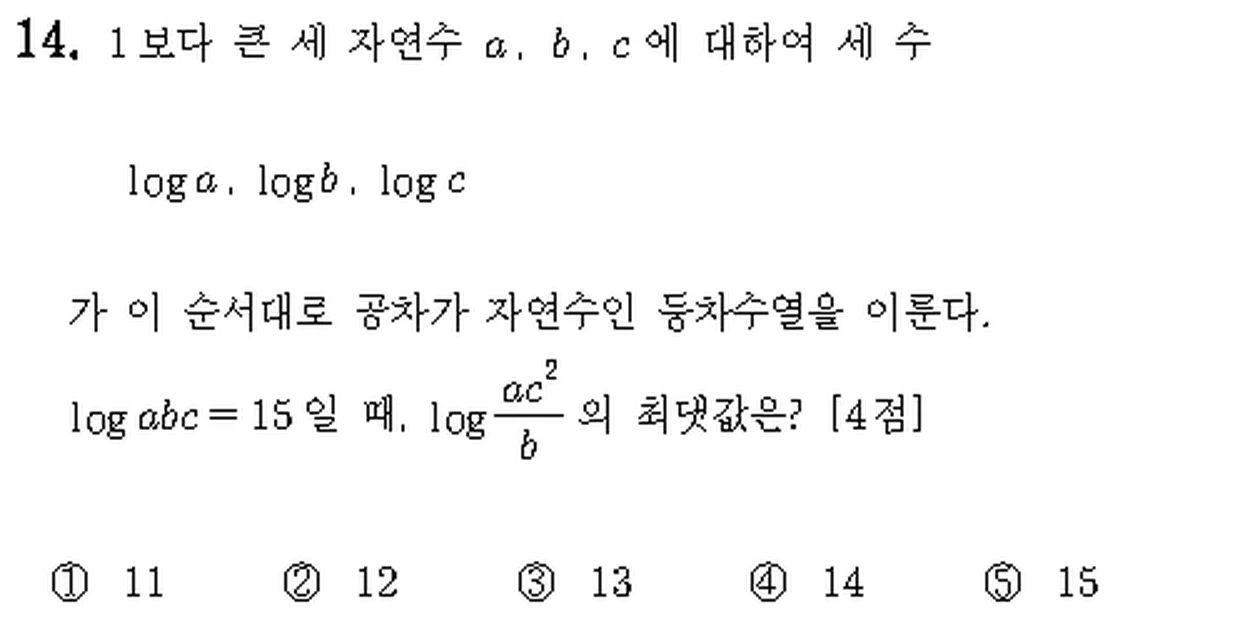 14. 1보다 큰 세 자연수 a, b, c에 대하여 세 수
log a, log b, log c
가 이 순서대로 공차가 자연수인 등차수열을 이룬다.
log abc = 15일 때, log ac²/b 의 최댓값은? [4점]
① 11 ② 12 ③ 13 ④ 14 ⑤ 15